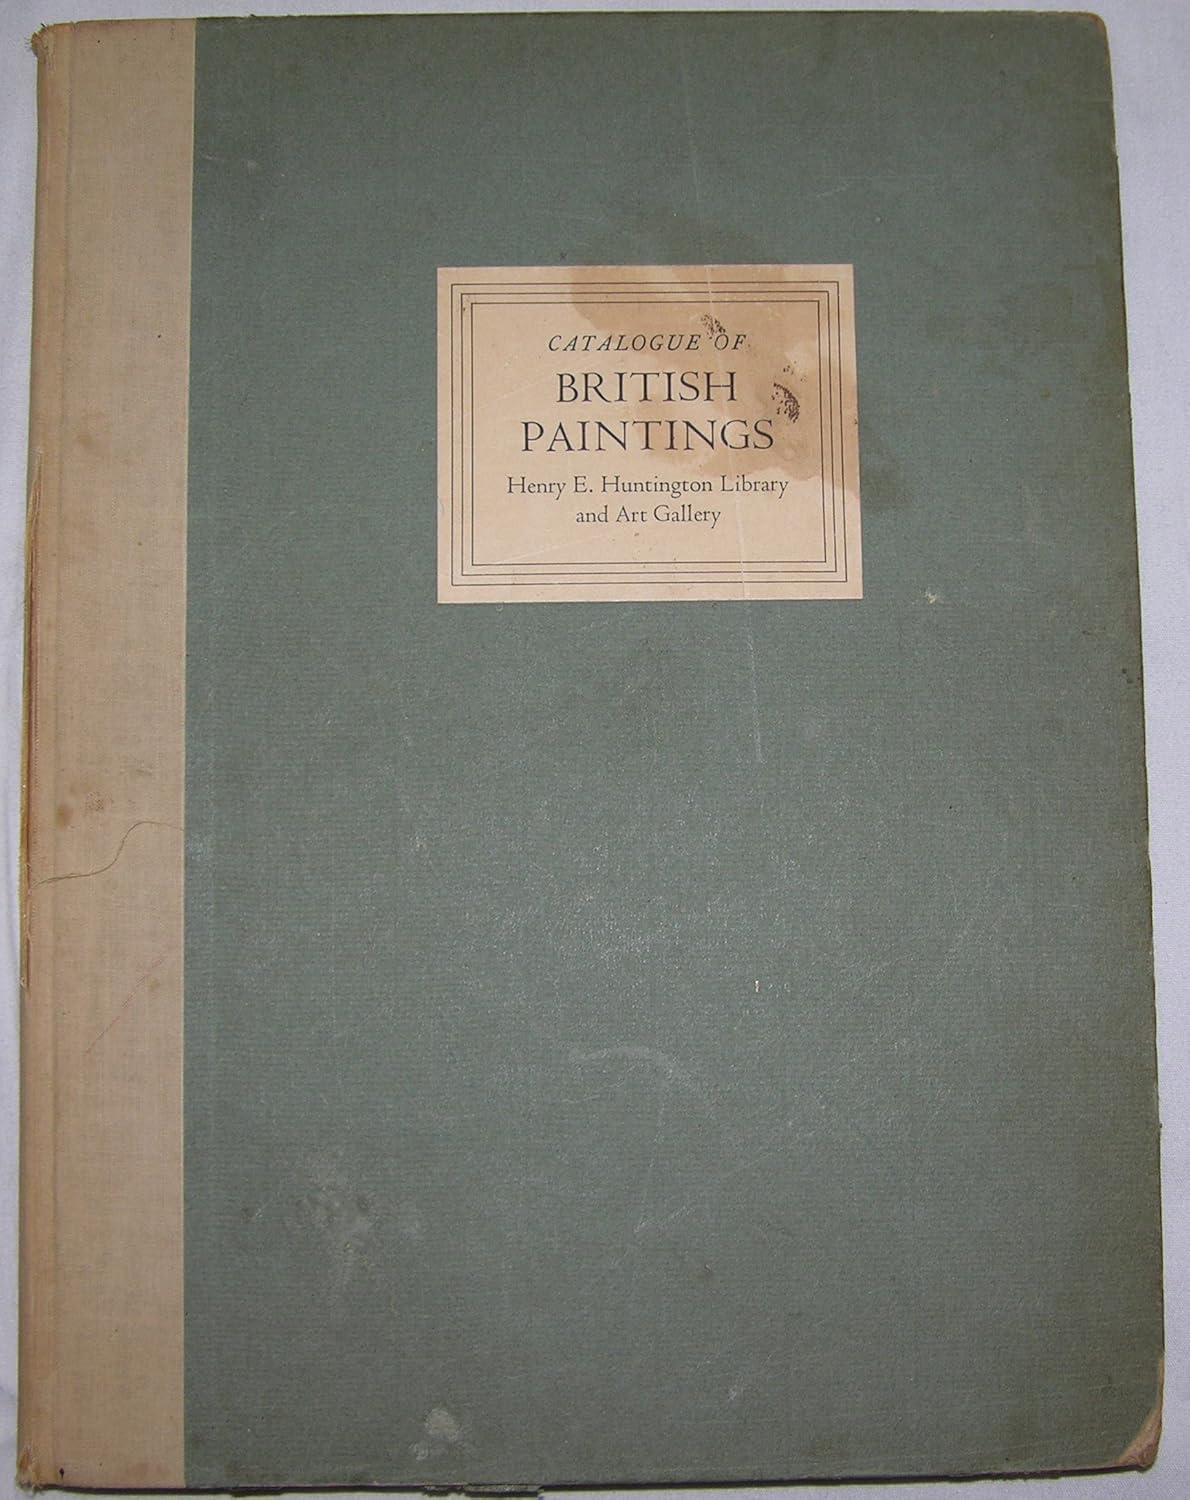 CATALOGUE OF
BRITISH
PAINTINGS
Henry E. Huntington Library
and Art Gallery